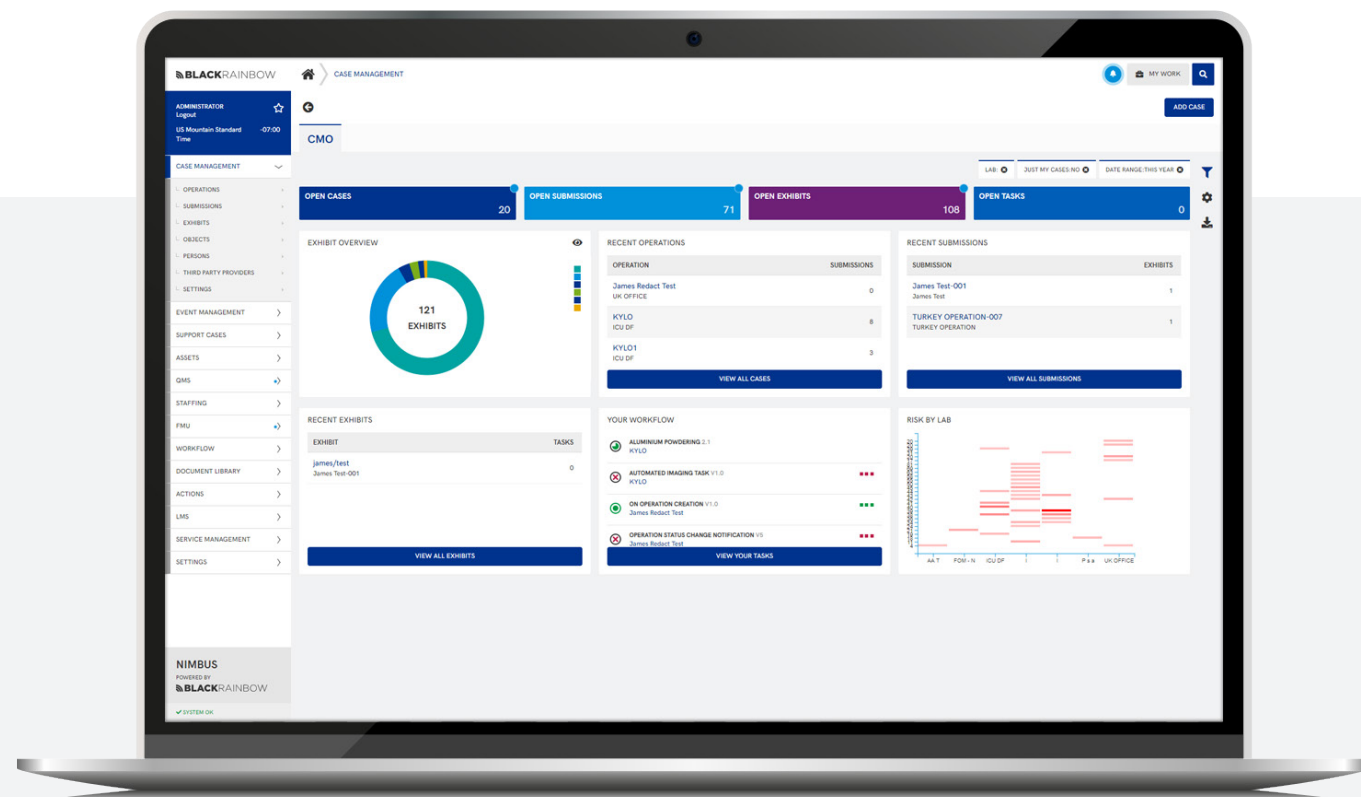 BLACKRAINBOW
CASE MANAGEMENT
MY WORK
ADMINISTRATOR
Logout
US Mountain Standard Time -07:00
ADD CASE
CMO
CASE MANAGEMENT
OPERATIONS
SUBMISSIONS
EXHIBITS
OBJECTS
PERSONS
THIRD PARTY PROVIDERS
SETTINGS
EVENT MANAGEMENT
SUPPORT CASES
ASSETS
QMS
STAFFING
FMU
WORKFLOW
DOCUMENT LIBRARY
ACTIONS
LMS
SERVICE MANAGEMENT
SETTINGS
NIMBUS
POWERED BY
BLACKRAINBOW
SYSTEM OK
LAB:
JUST MY CASES:NO
DATE RANGE:THIS YEAR
OPEN CASES
20
OPEN SUBMISSIONS
71
OPEN EXHIBITS
108
OPEN TASKS
0
EXHIBIT OVERVIEW
121
EXHIBITS
RECENT OPERATIONS
OPERATION SUBMISSIONS
James Redact Test 0
UK OFFICE
KYLO 8
ICU DF
KYLO1 3
ICU DF
VIEW ALL CASES
RECENT SUBMISSIONS
SUBMISSION EXHIBITS
James Test-001 1
James Test
TURKEY OPERATION-007 1
TURKEY OPERATION
VIEW ALL SUBMISSIONS
RECENT EXHIBITS
EXHIBIT TASKS
james/test 0
James Test-001
VIEW ALL EXHIBITS
YOUR WORKFLOW
ALUMINIUM POWDERING 2.1
KYLO
AUTOMATED IMAGING TASK V1.0
KYLO
ON OPERATION CREATION V1.0
James Redact Test
OPERATION STATUS CHANGE NOTIFICATION V5
James Redact Test
VIEW YOUR TASKS
RISK BY LAB
4
AA T FOM - N ICU DF I I P a a UK OFFICE